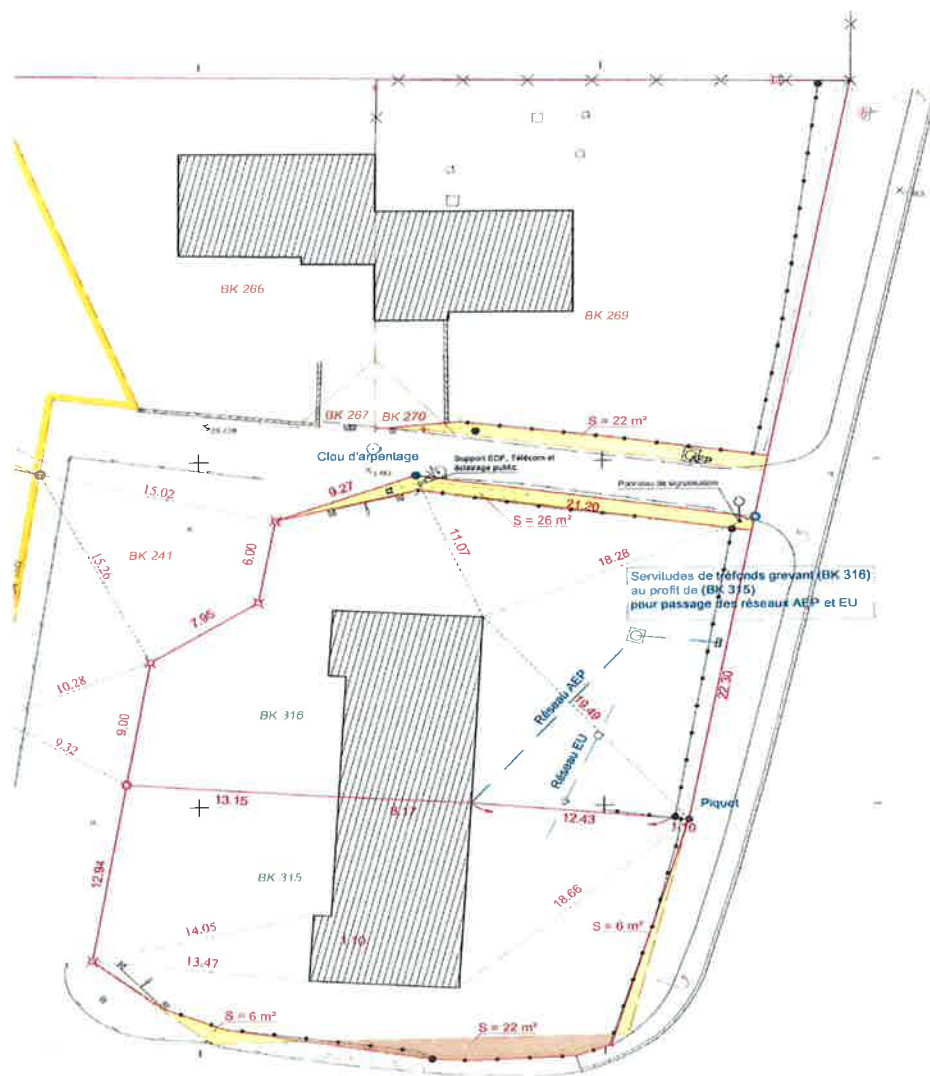 BK 266
BK 269
BK 267
BK 270
S = 22 m²
Clou d'arpentage
Support EDF, Télécom et
éclairage public
Panneau de signalisation
15.02
9.27
21.20
S = 26 m²
BK 241
6.00
11.07
18.28
15.26
7.95
Servitudes de tréfonds grevant (BK 316)
au profit de (BK 315)
pour passage des réseaux AEP et EU
10.28
9.00
22.30
BK 316
Réseau AEP
19.49
9.32
Réseau EU
13.15
8.17
12.43
Piquet
1.10
12.94
BK 315
18.66
14.05
1.10
13.47
S = 6 m²
S = 6 m²
S = 22 m²